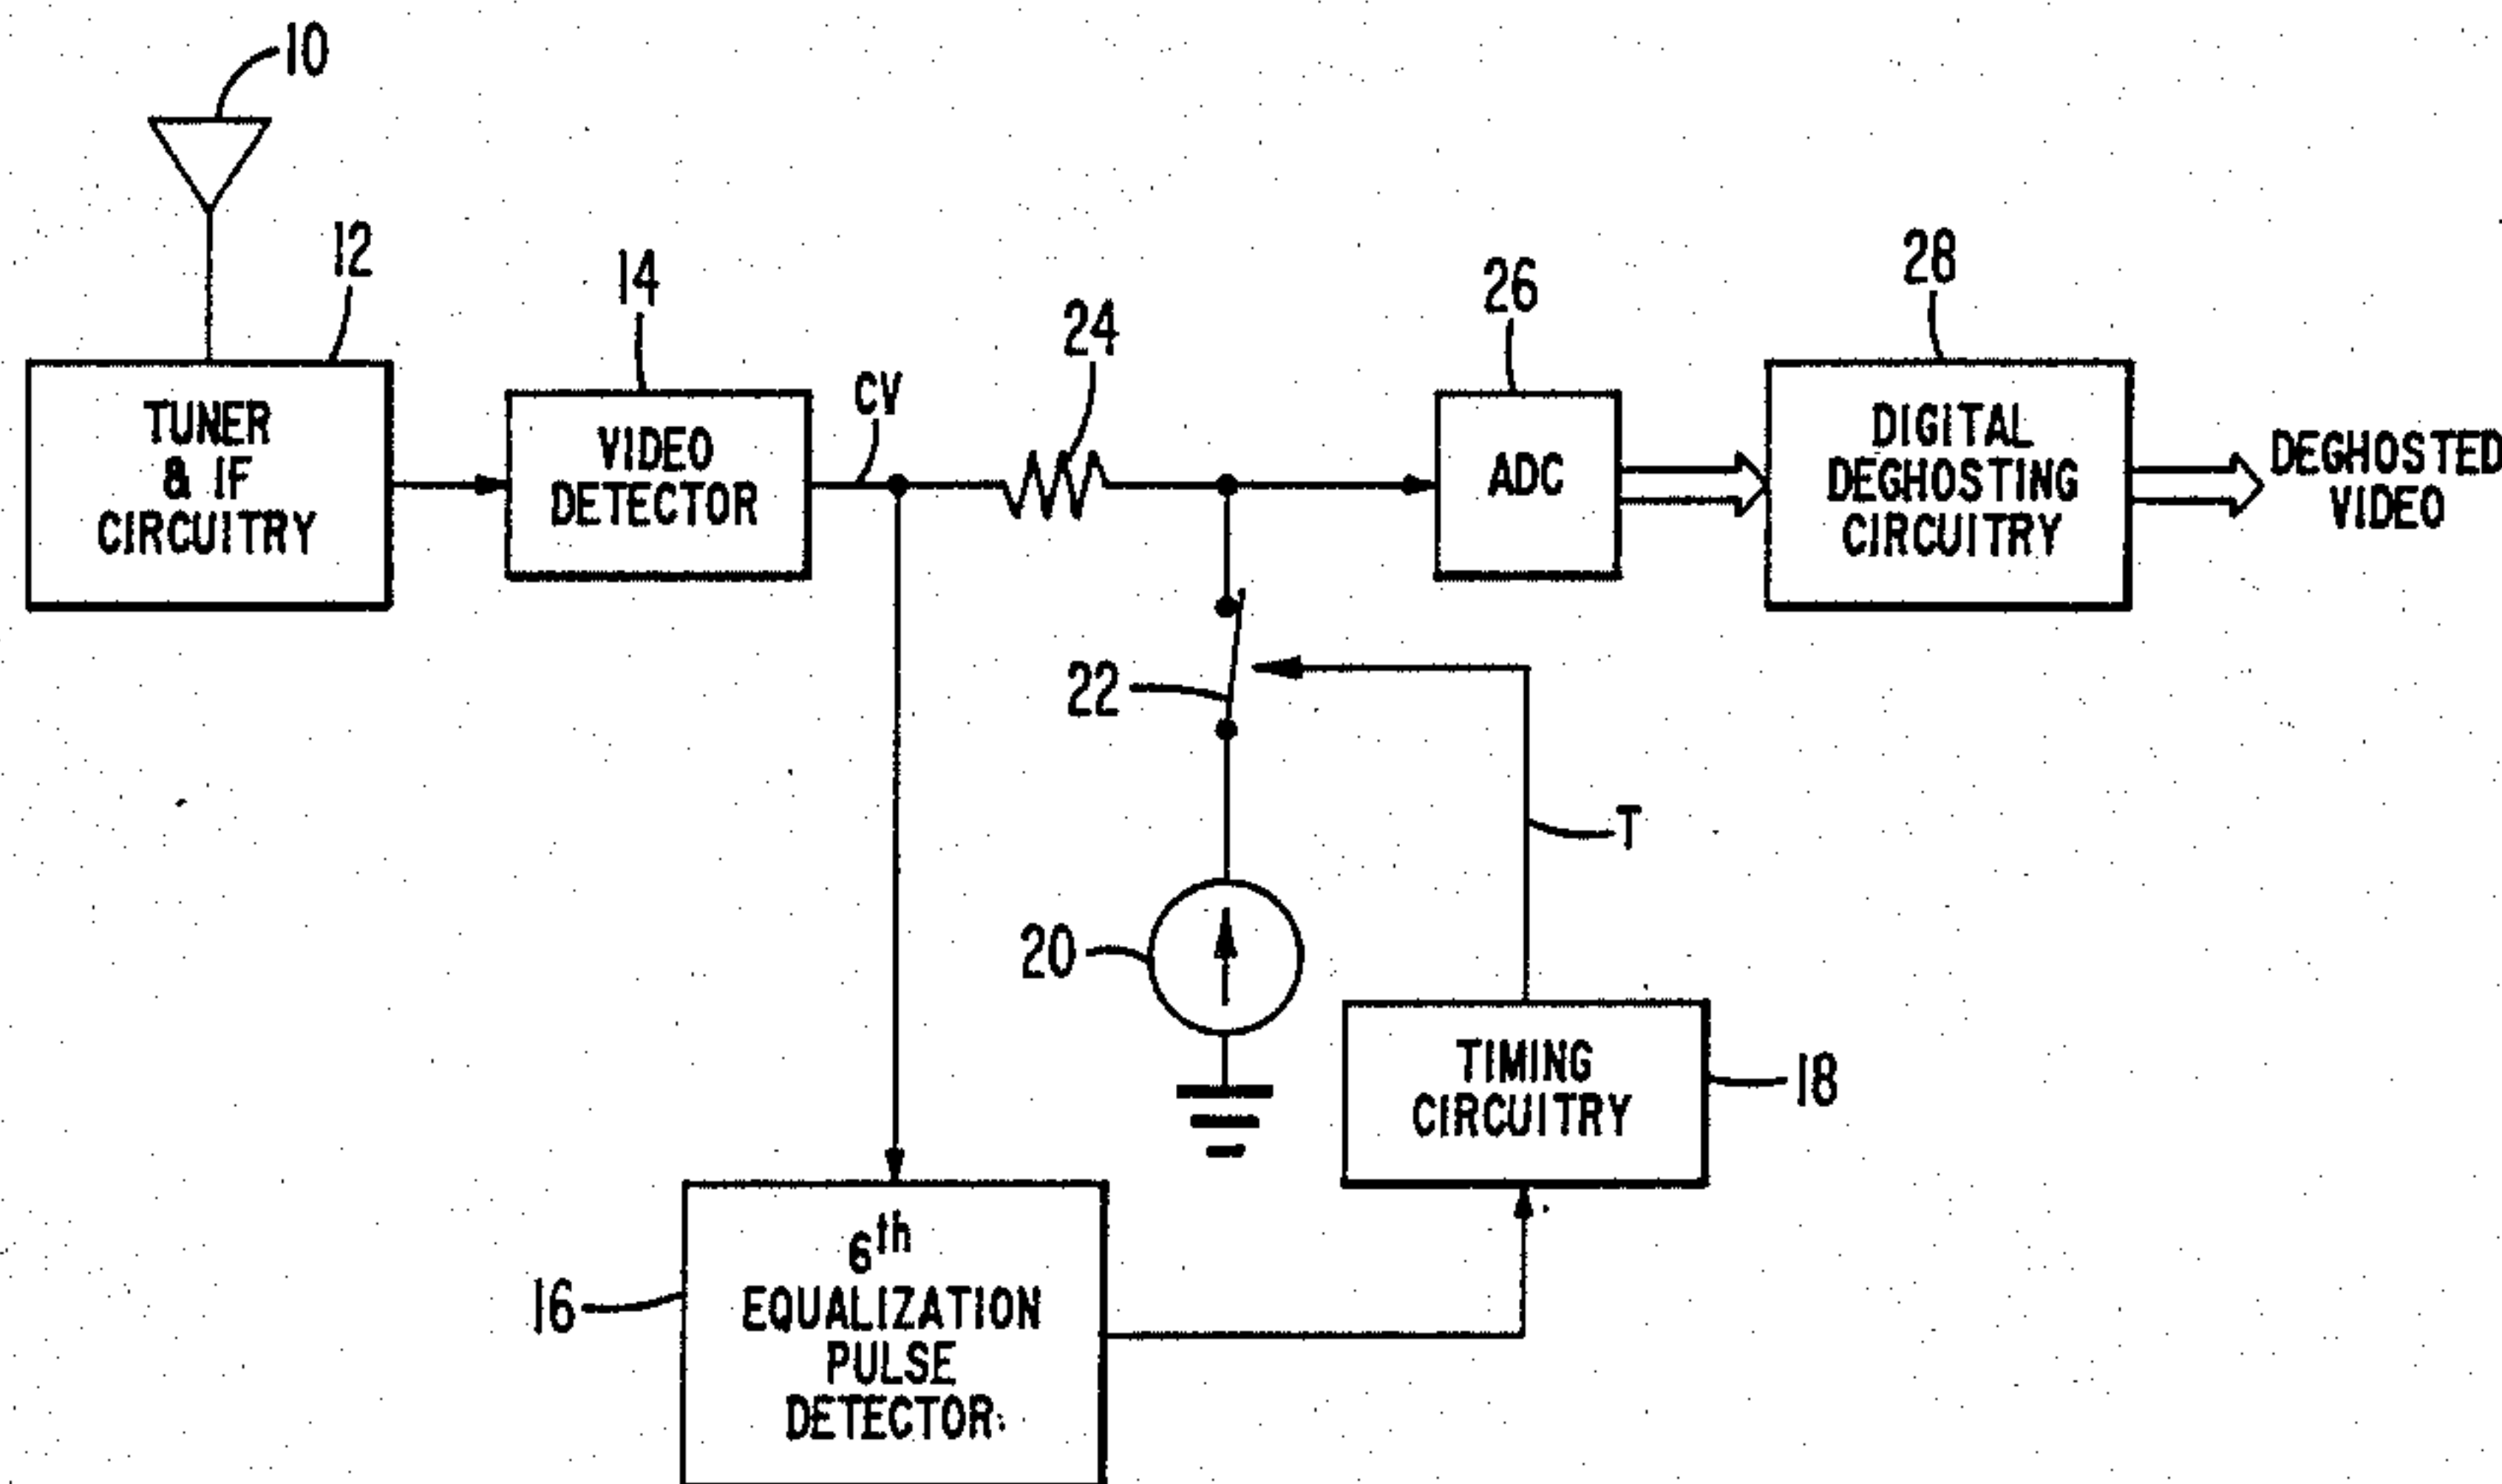 10
12
TUNER
& IF
CIRCUITRY
14
VIDEO
DETECTOR
CV
24
26
ADC
28
DIGITAL
DEGHOSTING
CIRCUITRY
DEGHOSTED
VIDEO
22
T
20
TIMING
CIRCUITRY
18
16
6th
EQUALIZATION
PULSE
DETECTOR